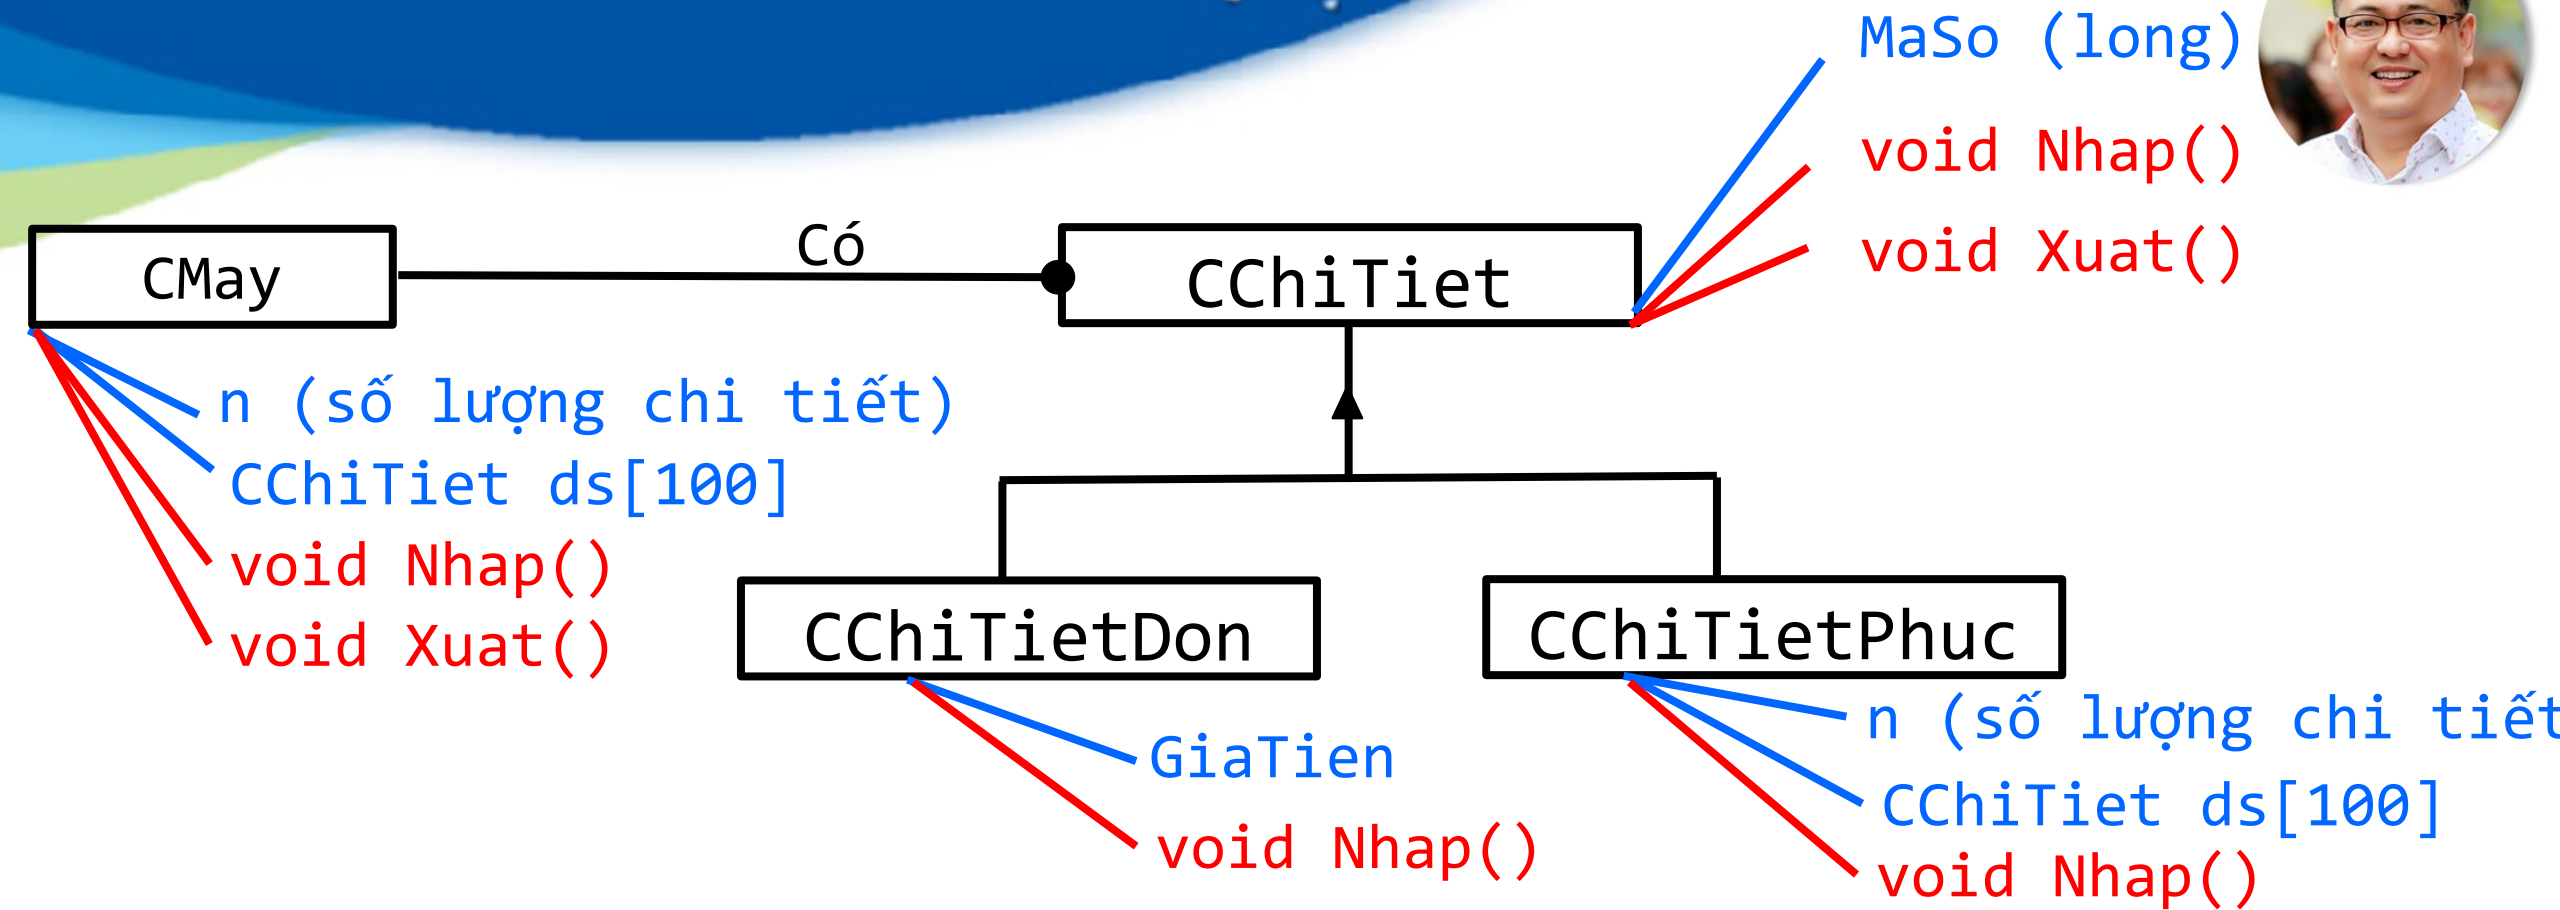 MaSo (long)
void Nhap()
void Xuat()
Có
CMay
CChiTiet
n (số lượng chi tiết)
CChiTiet ds[100]
void Nhap()
void Xuat()
CChiTietDon
CChiTietPhuc
GiaTien
void Nhap()
n (số lượng chi tiết
CChiTiet ds[100]
void Nhap()